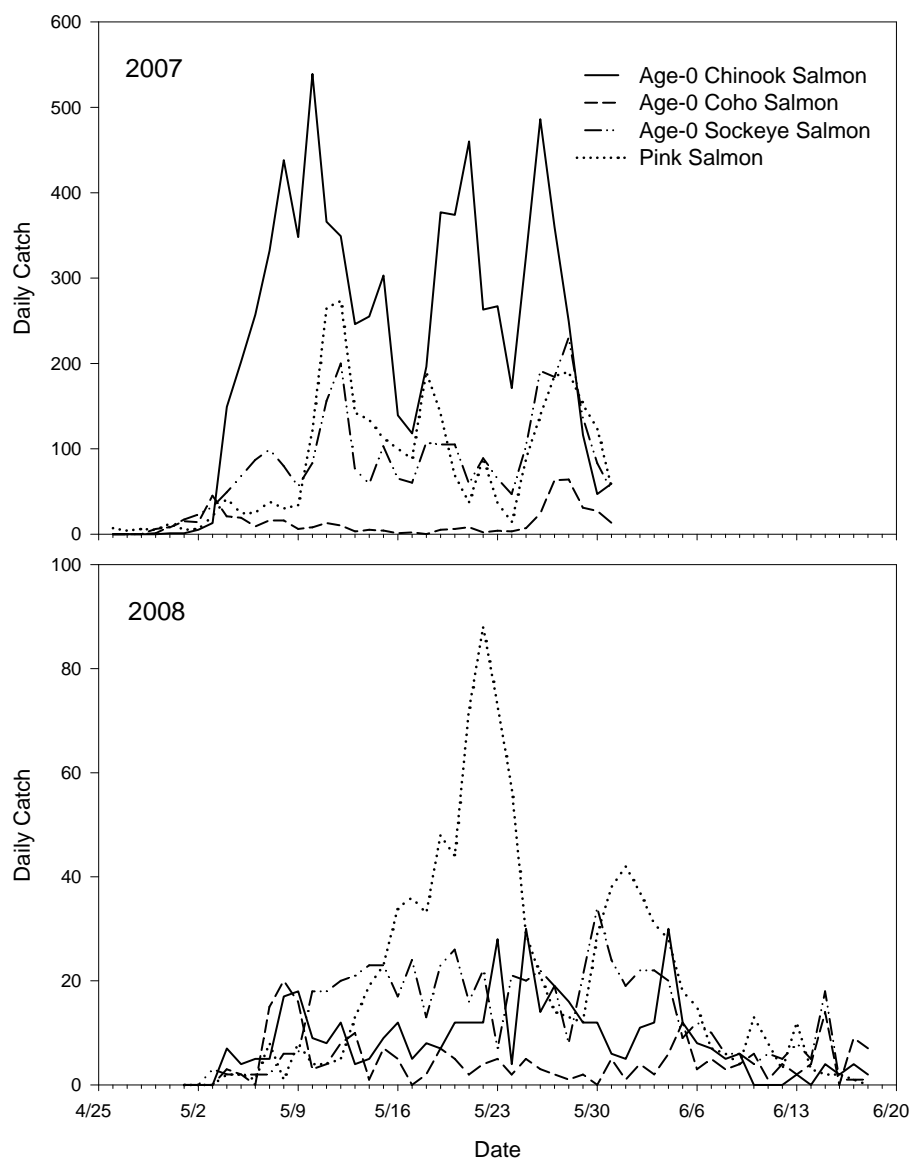 600
2007
Age-0 Chinook Salmon
500
Age-0 Coho Salmon
Age-0 Sockeye Salmon
Pink Salmon
400
Daily Catch
300
200
100
0
100
2008
80
60
Daily Catch
40
20
0
4/25 5/2 5/9 5/16 5/23 5/30 6/6 6/13 6/20
Date